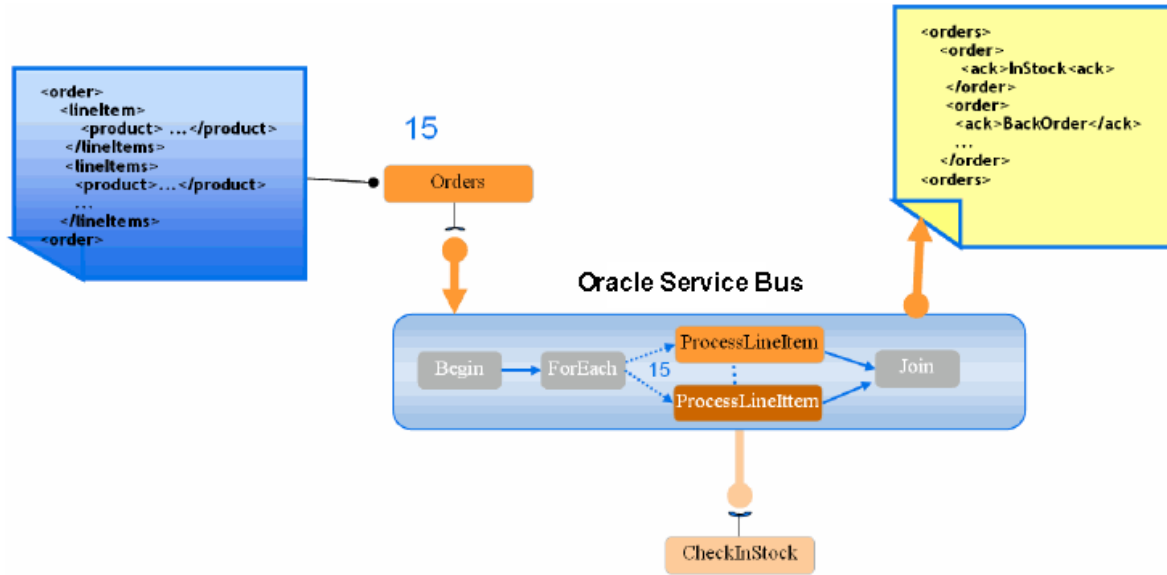 <order>
<lineItem>
<product> ...</product>
</lineItems>
<lineItems>
<product>...</product>
...
</lineItems>
<order>
15
Orders
<orders>
<order>
<ack>InStock<ack>
</order>
<order>
<ack>BackOrder</ack>
...
</order>
<orders>
Oracle Service Bus
Begin
ForEach
15
ProcessLineItem
ProcessLineIttem
Join
CheckInStock